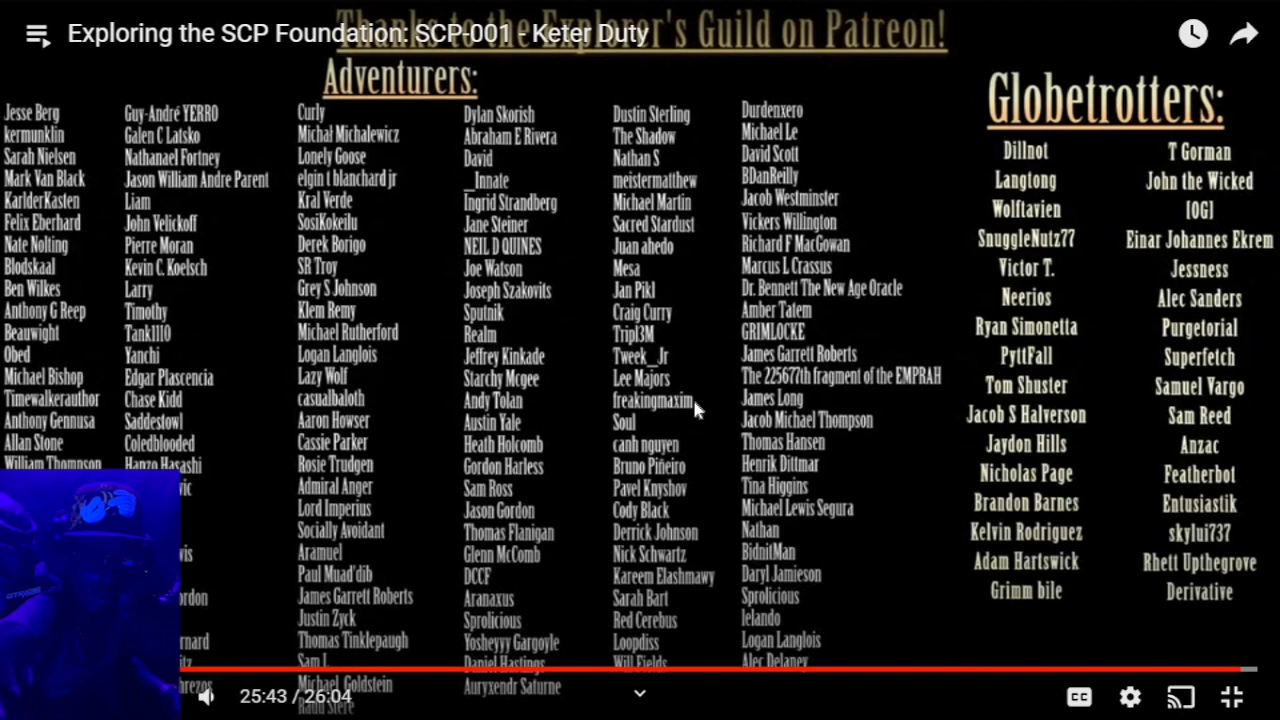 Thanks to the Explorer's Guild on Patreon!
Exploring the SCP Foundation: SCP-001 - Keter Duty
Adventurers:
Jesse Berg
kermunklin
Sarah Nielsen
Mark Van Black
KarlderKasten
Felix Eberhard
Nate Nolting
Blodskaal
Ben Wilkes
Anthony G Reep
Beauwight
Obed
Michael Bishop
Timewalkerauthor
Anthony Gennusa
Allan Stone
William Thompson
Guy-André YERRO
Galen C Latsko
Nathanael Fortney
Jason William Andre Parent
Liam
John Velickoff
Pierre Moran
Kevin C. Koelsch
Larry
Timothy
Tank1110
Yanchi
Edgar Plascencia
Chase Kidd
Saddestowl
Coledblooded
Hanzo Hasashi
Curly
Michał Michalewicz
Lonely Goose
elgin t blanchard jr
Kral Verde
SosiKokeilu
Derek Borigo
SR Troy
Grey S Johnson
Klem Remy
Michael Rutherford
Logan Langlois
Lazy Wolf
casualbaloth
Aaron Howser
Cassie Parker
Rosie Trudgen
Admiral Anger
Lord Imperius
Socially Avoidant
Aramuel
Paul Muad'dib
James Garrett Roberts
Justin Zyck
Thomas Tinklepaugh
Sam L
Michael Goldstein
Dylan Skorish
Abraham E Rivera
David
_Innate
Ingrid Strandberg
Jane Steiner
NEIL D QUINES
Joe Watson
Joseph Szakovits
Sputnik
Realm
Jeffrey Kinkade
Starchy Mcgee
Andy Tolan
Austin Yale
Heath Holcomb
Gordon Harless
Sam Ross
Jason Gordon
Thomas Flanigan
Glenn McComb
DCCF
Aranaxus
Sprolicious
Yosheyyy Gargoyle
Daniel Hastings
Auryxendr Saturne
Dustin Sterling
The Shadow
Nathan S
meistermatthew
Michael Martin
Sacred Stardust
Juan ahedo
Mesa
Jan Pikl
Craig Curry
Tripl3M
Tweek_Jr
Lee Majors
freakingmaxim
Soul
canh nguyen
Bruno Piñeiro
Pavel Knyshov
Cody Black
Derrick Johnson
Nick Schwartz
Kareem Elashmawy
Sarah Bart
Red Cerebus
Loopdiss
Will Fields
Durdenxero
Michael Le
David Scott
BDanReilly
Jacob Westminster
Vickers Willington
Richard F MacGowan
Marcus L Crassus
Dr. Bennett The New Age Oracle
Amber Tatem
GRIMLOCKE
James Garrett Roberts
The 225677th fragment of the EMPRAH
James Long
Jacob Michael Thompson
Thomas Hansen
Henrik Dittmar
Tina Higgins
Michael Lewis Segura
Nathan
BidnitMan
Daryl Jamieson
Sprolicious
lelando
Logan Langlois
Alec Delaney
Globetrotters:
Dillnot
Langtong
Wolftavien
SnuggleNutz77
Victor T.
Neerios
Ryan Simonetta
PyttFall
Tom Shuster
Jacob S Halverson
Jaydon Hills
Nicholas Page
Brandon Barnes
Kelvin Rodriguez
Adam Hartswick
Grimm bile
T Gorman
John the Wicked
[OG]
Einar Johannes Ekrem
Jessness
Alec Sanders
Purgetorial
Superfetch
Samuel Vargo
Sam Reed
Anzac
Featherbot
Entusiastik
skylui737
Rhett Upthegrove
Derivative
25:43 / 26:04
CC